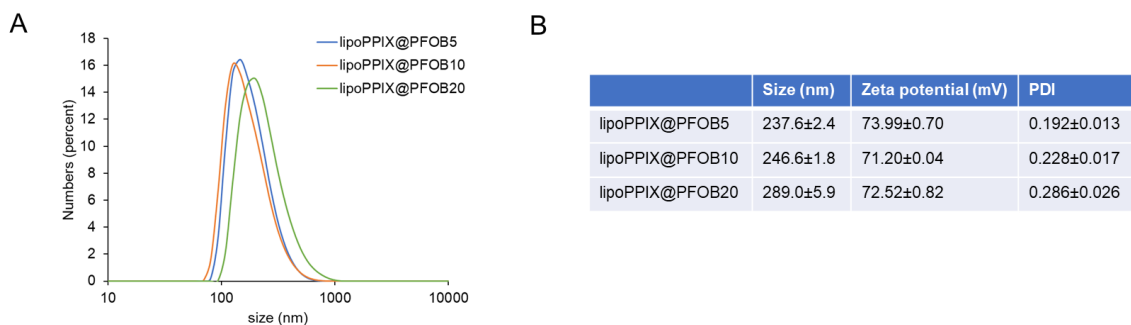 A
18
16
14
12
10
8
6
4
2
0
Numbers (percent)
10
100
1000
10000
size (nm)
lipoPPIX@PFOB5
lipoPPIX@PFOB10
lipoPPIX@PFOB20
B
Size (nm) Zeta potential (mV) PDI
lipoPPIX@PFOB5 237.6±2.4 73.99±0.70 0.192±0.013
lipoPPIX@PFOB10 246.6±1.8 71.20±0.04 0.228±0.017
lipoPPIX@PFOB20 289.0±5.9 72.52±0.82 0.286±0.026